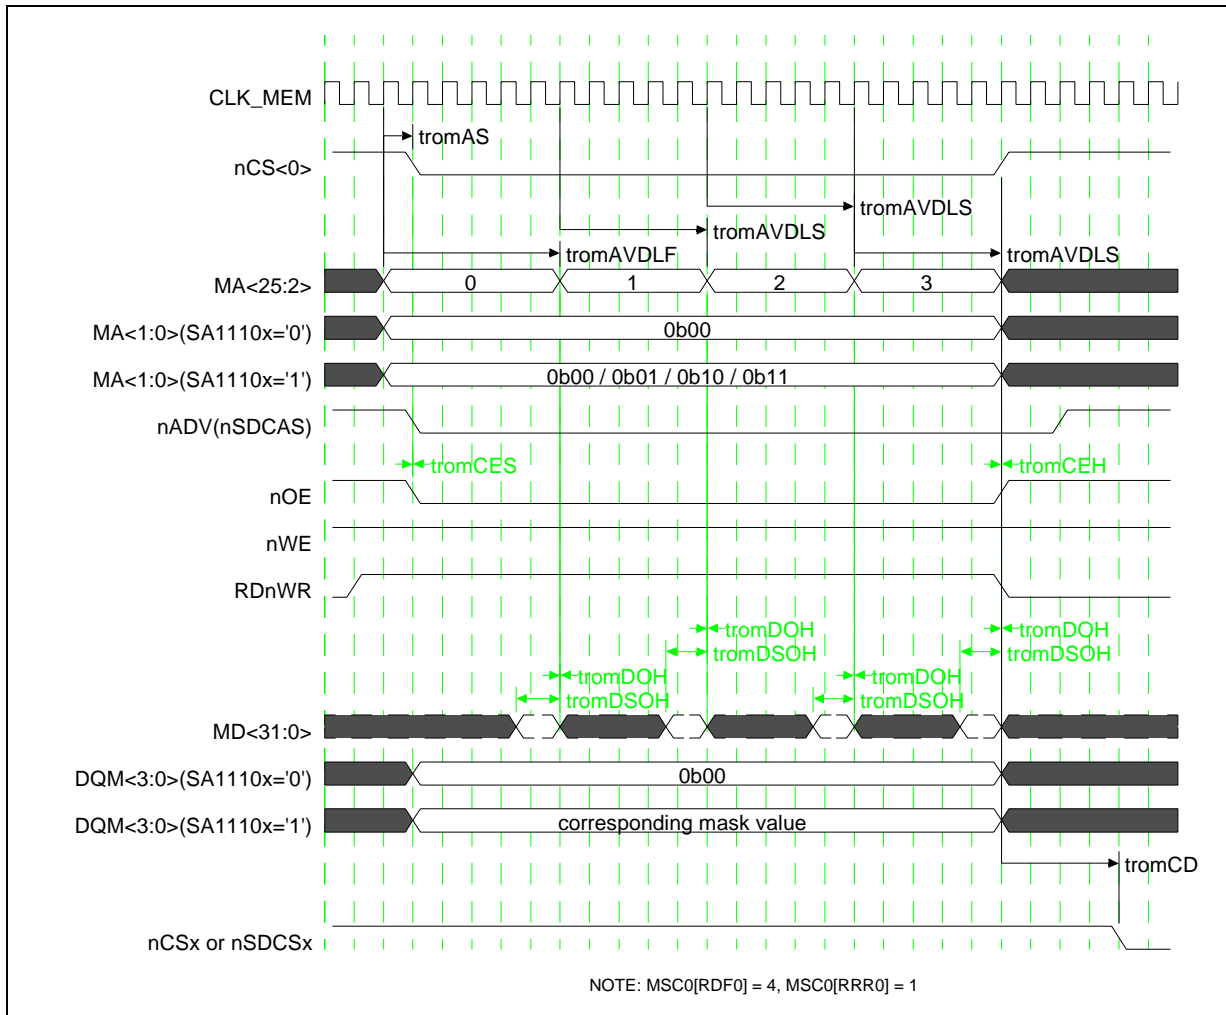 CLK_MEM
tromAS
nCS<0>
tromAVDLS
tromAVDLS
tromAVDLF
tromAVDLS
MA<25:2>
0
1
2
3
MA<1:0>(SA1110x='0')
0b00
MA<1:0>(SA1110x='1')
0b00 / 0b01 / 0b10 / 0b11
nADV(nSDCAS)
tromCES
tromCEH
nOE
nWE
RDnWR
tromDOH
tromDOH
tromDSOH
tromDSOH
tromDOH
tromDOH
tromDSOH
tromDSOH
MD<31:0>
DQM<3:0>(SA1110x='0')
0b00
DQM<3:0>(SA1110x='1')
corresponding mask value
tromCD
nCSx or nSDCSx
NOTE: MSC0[RDF0] = 4, MSC0[RRR0] = 1